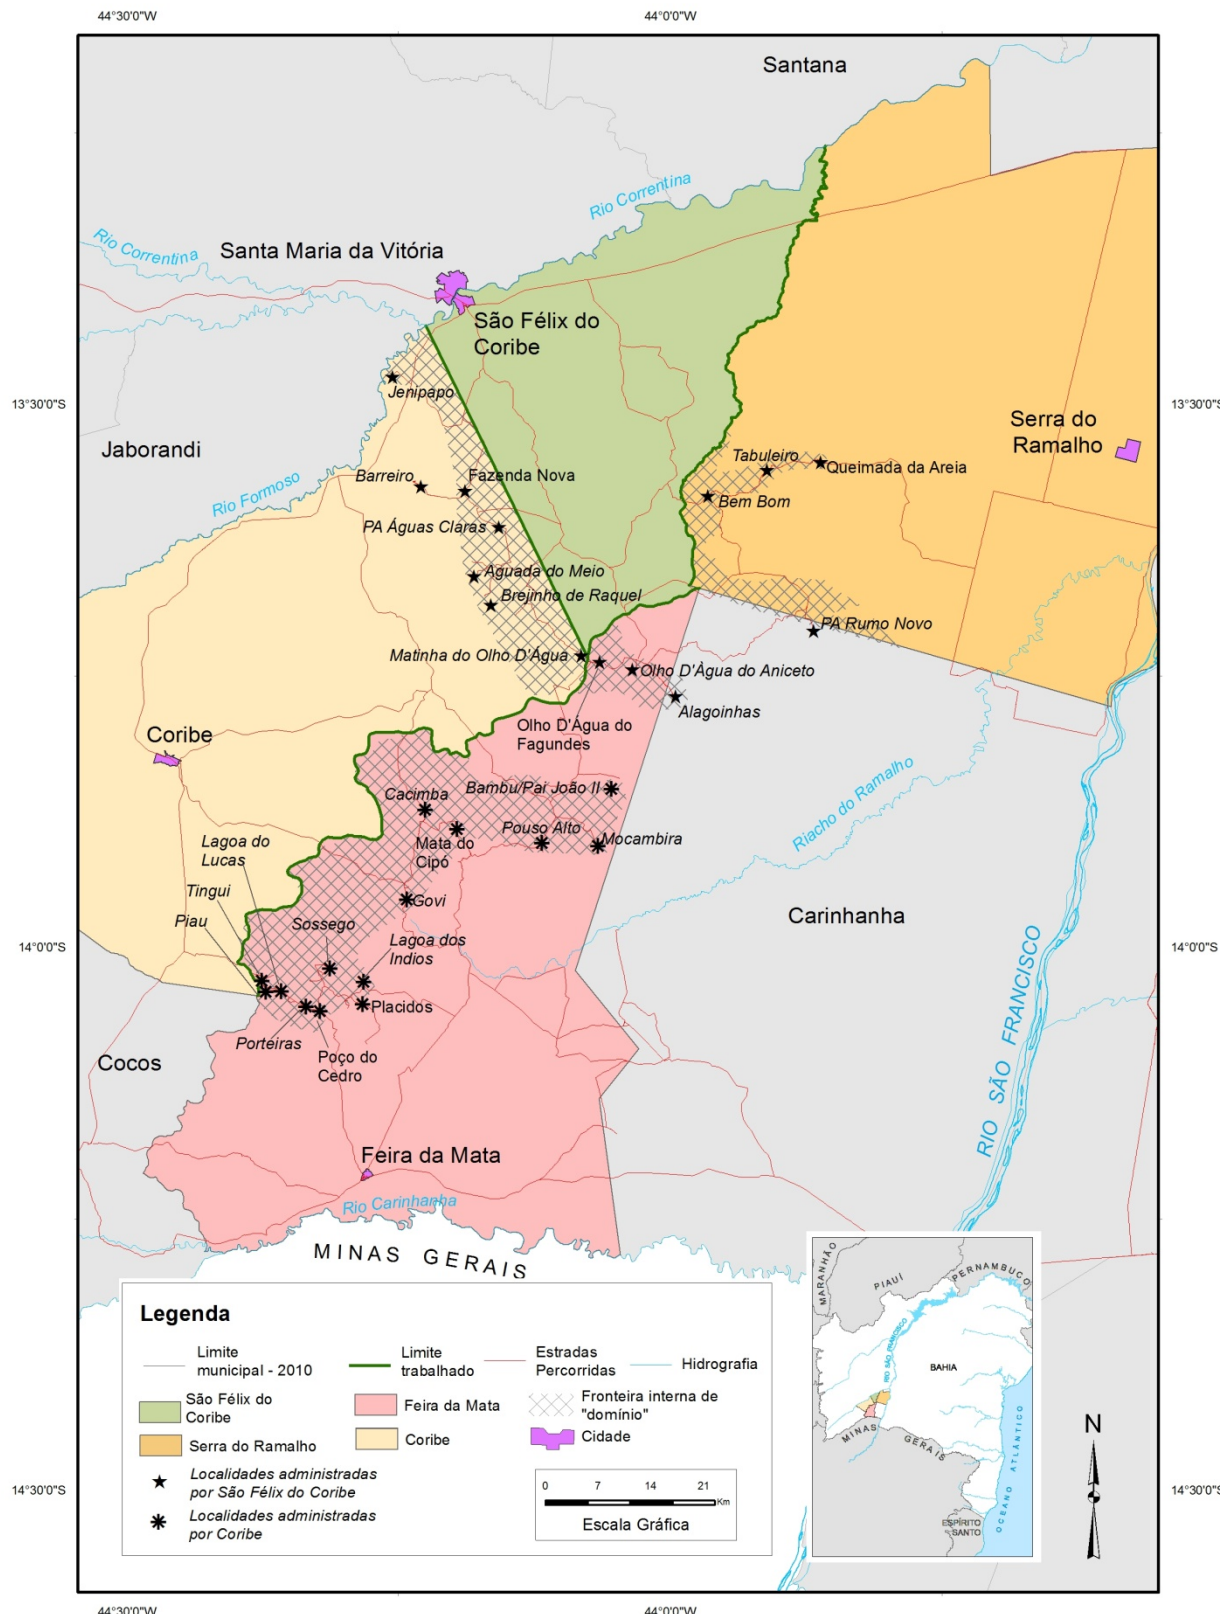 44°30'0"W
44°0'0"W
Santana
Rio Correntina
Rio Correntina
Santa Maria da Vitória
São Félix do
Coribe
Jenipapo
13°30'0"S
13°30'0"S
Serra do
Ramalho
Jaborandi
Tabuleiro
Queimada da Areia
Barreiro
Fazenda Nova
Bem Bom
Rio Formoso
PA Águas Claras
Aguada do Meio
Brejinho de Raquel
PA Rumo Novo
Matinha do Olho D'Água
Olho D'Àgua do Aniceto
Alagoinhas
Olho D'Água do
Fagundes
Coribe
Riacho do Ramalho
Bambu/Pai João II
Cacimba
Pouso Alto
Mocambira
Mata do
Cipó
Lagoa do
Lucas
Tingui
Piau
Govi
Sossego
Carinhanha
Lagoa dos
Indios
14°0'0"S
14°0'0"S
Placidos
Porteiras
Poço do
Cedro
Cocos
RIO SÃO FRANCISCO
Feira da Mata
Rio Carinhanha
MINAS GERAIS
Legenda
Limite
municipal - 2010
Limite
trabalhado
Estradas
Percorridas
Hidrografia
São Félix do
Coribe
Feira da Mata
Fronteira interna de
"domínio"
Serra do Ramalho
Coribe
Cidade
Localidades administradas
por São Félix do Coribe
Localidades administradas
por Coribe
0 7 14 21
Km
Escala Gráfica
MARANHÃO
PIAUÍ
PERNAMBUCO
RIO SÃO FRANCISCO
BAHIA
MINAS GERAIS
ESPÍRITO
SANTO
OCEANO ATLÂNTICO
N
14°30'0"S
14°30'0"S
44°30'0"W
44°0'0"W